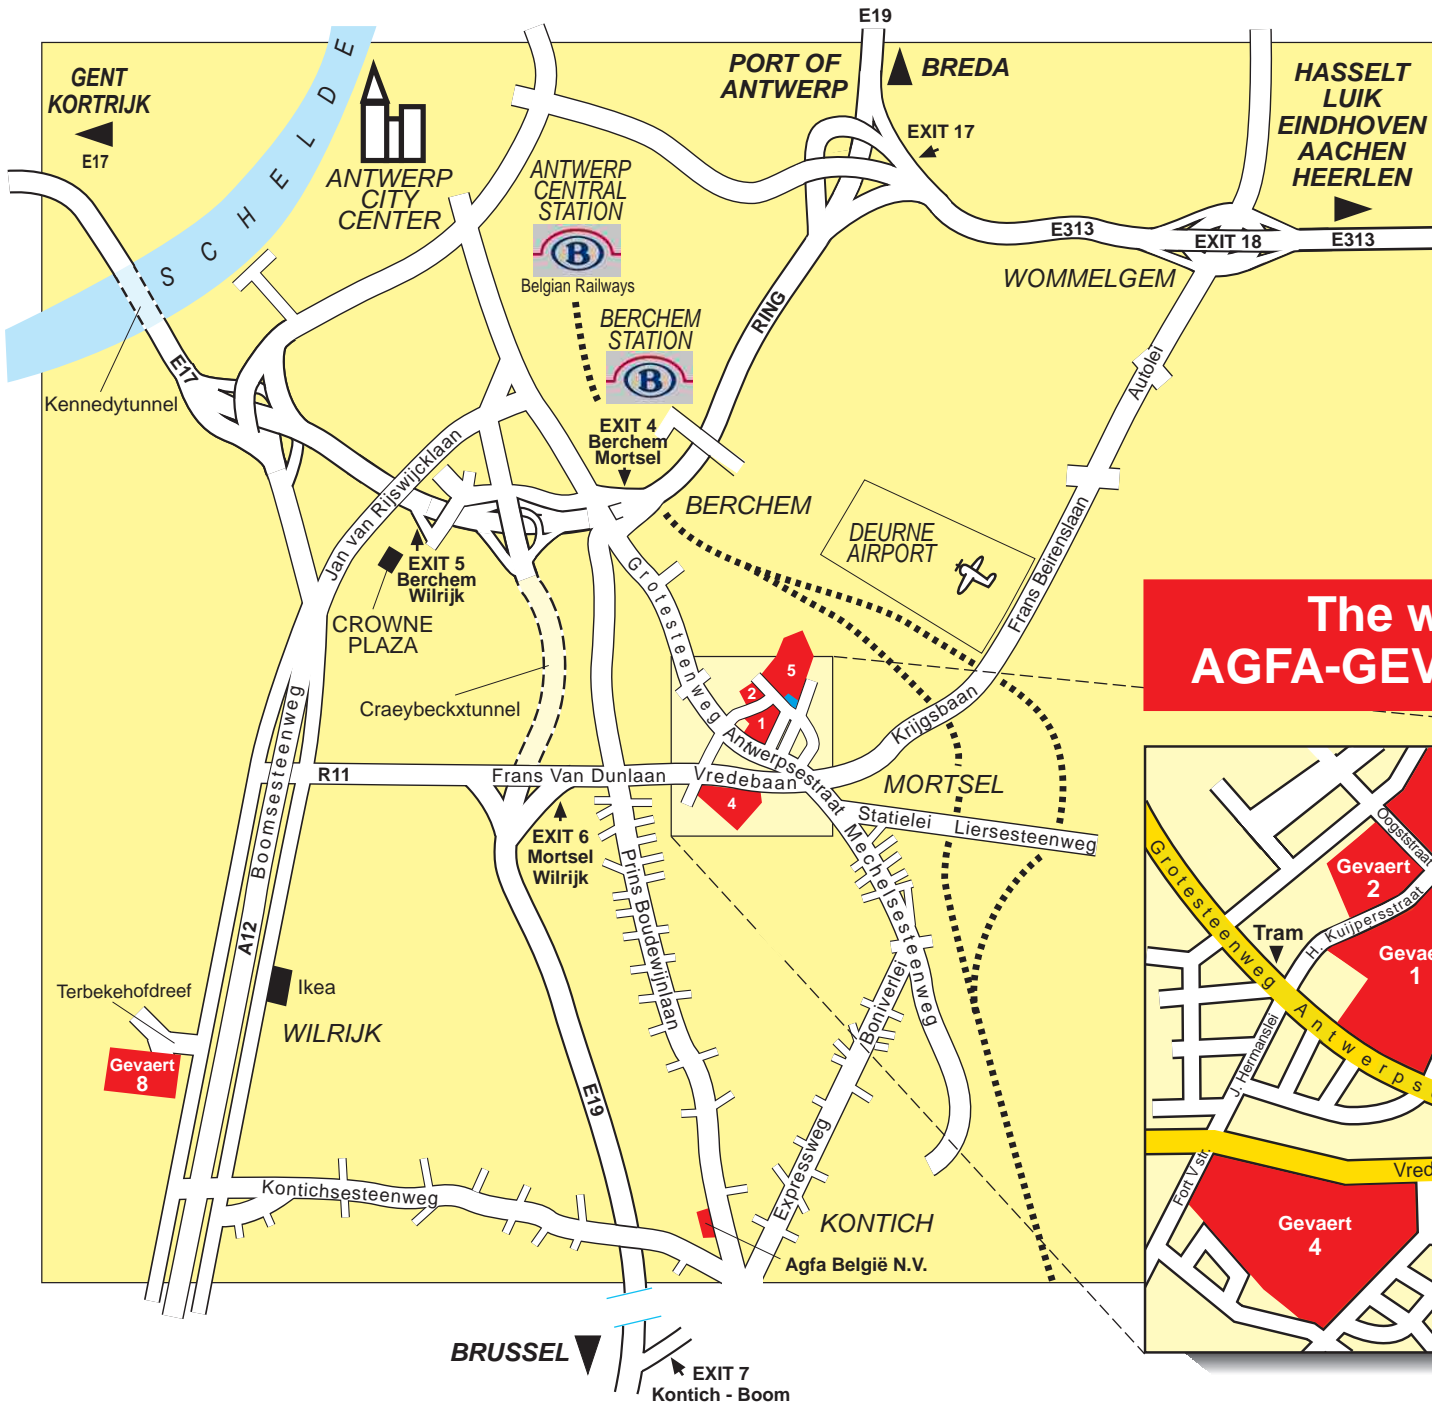 E19
GENT
KORTRIJK
E17
SCHELDE
ANTWERP
CITY
CENTER
PORT OF
ANTWERP
BREDA
EXIT 17
HASSELT
LUIK
EINDHOVEN
AACHEN
HEERLEN
ANTWERP
CENTRAL
STATION
B
Belgian Railways
BERCHEM
STATION
B
RING
E313
EXIT 18
E313
WOMMELGEM
Autolei
E17
Kennedytunnel
Jan van Rijswijcklaan
EXIT 4
Berchem
Mortsel
BERCHEM
DEURNE
AIRPORT
Frans Beirenslaan
EXIT 5
Berchem
Wilrijk
CROWNE
PLAZA
Grotesteenweg
Craeybeckxtunnel
5
2
1
4
Krijgsbaan
Antwerpsestraat
R11
Frans Van Dunlaan
Vredebaan
MORTSEL
Statielei
Liersesteenweg
EXIT 6
Mortsel
Wilrijk
Boomsesteenweg
A12
Prins Boudewijnlaan
Mechelsesteenweg
Terbekehofdreef
Ikea
WILRIJK
Gevaert
8
E19
Boniverlei
Expressweg
Kontichsesteenweg
KONTICH
Agfa België N.V.
BRUSSEL
EXIT 7
Kontich - Boom
The w
AGFA-GEV
Oogststraat
Gevaert
2
Grotesteenweg
Tram
H. Kuijpersstraat
Gevae
1
Antwerps
J. Hermanslei
Vred
Fort V str.
Gevaert
4